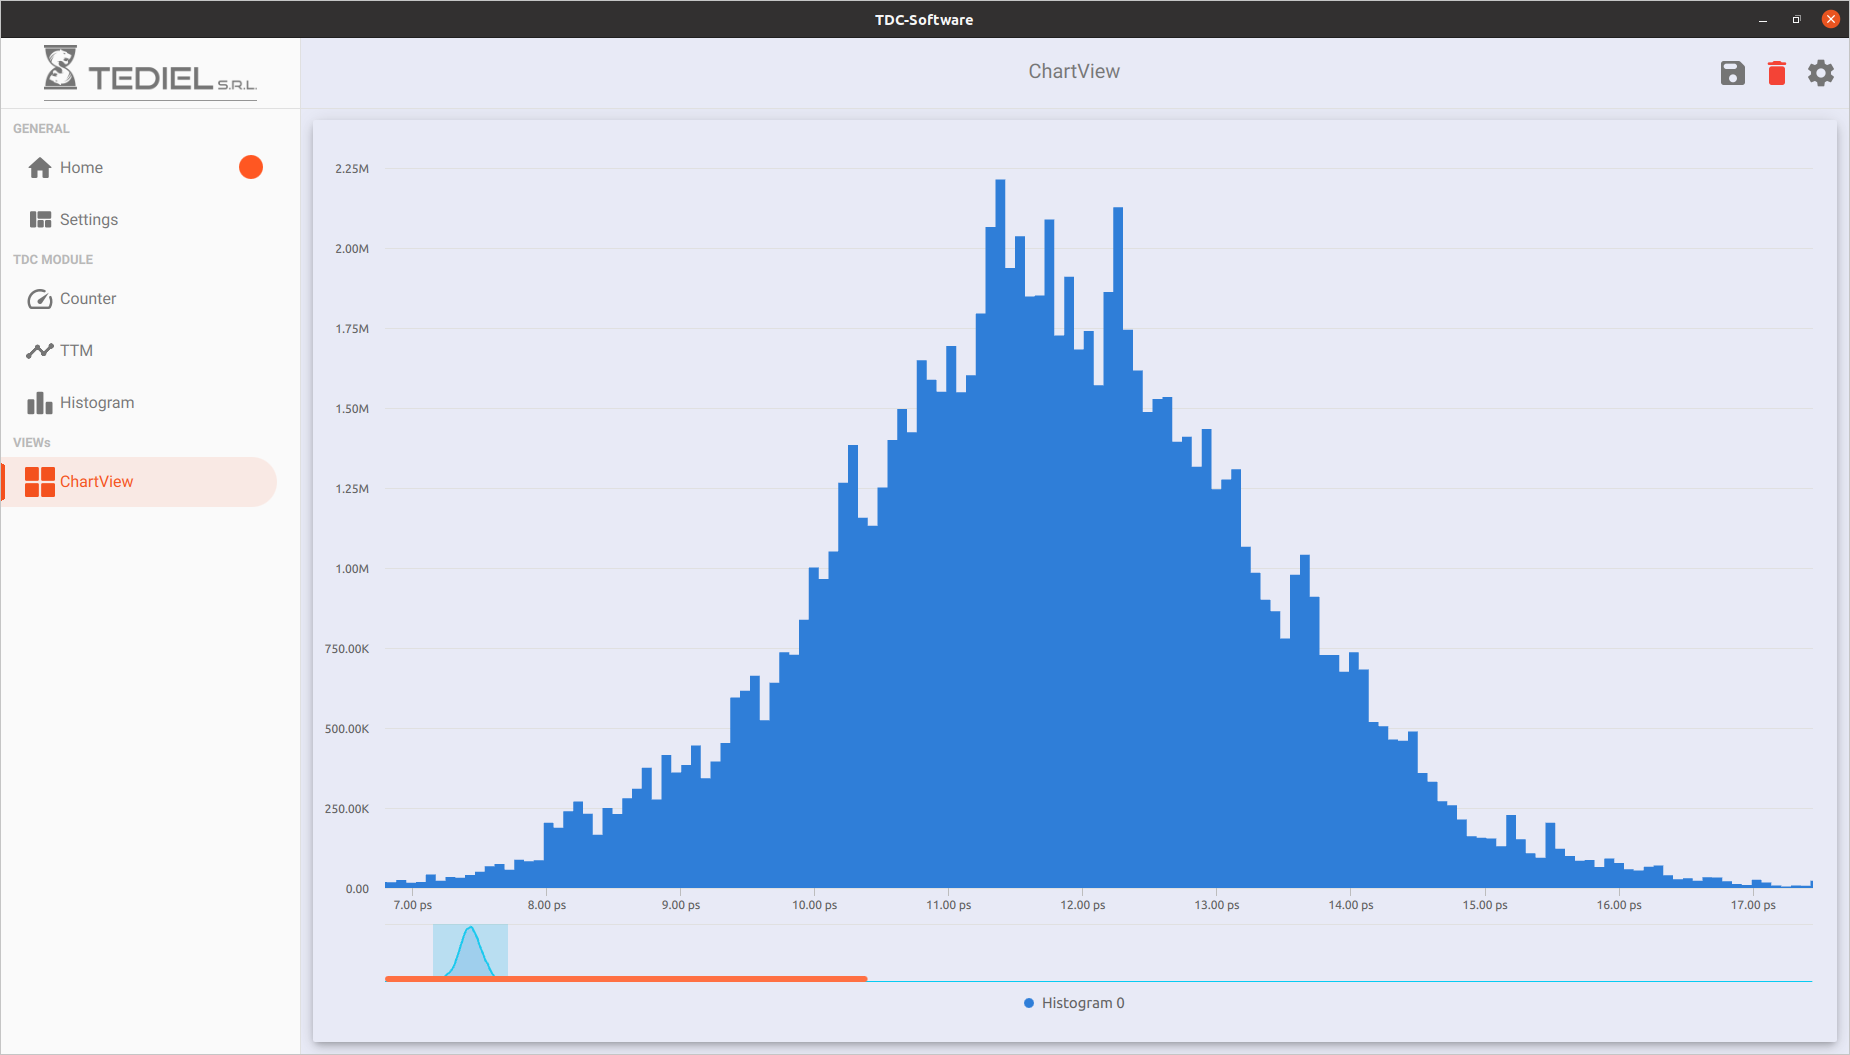 TDC-Software
TEDIEL S.R.L.
ChartView
GENERAL
Home
Settings
TDC MODULE
Counter
TTM
Histogram
VIEWs
ChartView
2.25M
2.00M
1.75M
1.50M
1.25M
1.00M
750.00K
500.00K
250.00K
0.00
7.00 ps 8.00 ps 9.00 ps 10.00 ps 11.00 ps 12.00 ps 13.00 ps 14.00 ps 15.00 ps 16.00 ps 17.00 ps
Histogram 0